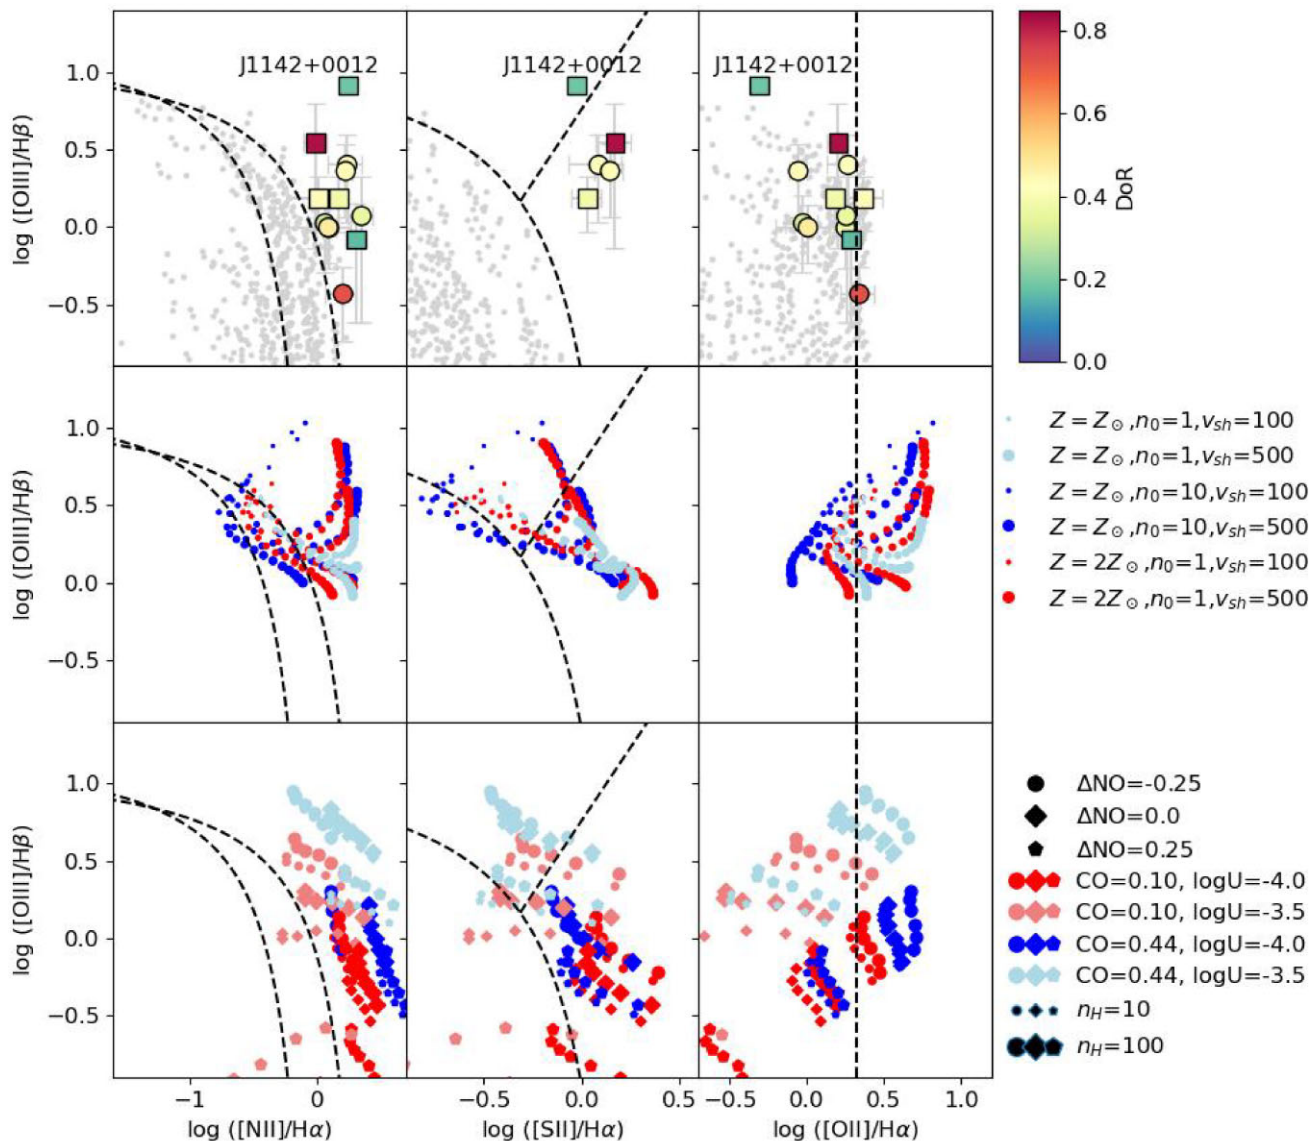 J1142+0012
J1142+0012
J1142+0012
1.0
0.5
0.0
−0.5
log ([OIII]/Hβ)
0.8
0.6
0.4
0.2
0.0
DoR
1.0
0.5
0.0
−0.5
log ([OIII]/Hβ)
Z = Z⊙,n₀=1,vₛₕ=100
Z = Z⊙,n₀=1,vₛₕ=500
Z = Z⊙,n₀=10,vₛₕ=100
Z = Z⊙,n₀=10,vₛₕ=500
Z = 2Z⊙,n₀=1,vₛₕ=100
Z = 2Z⊙,n₀=1,vₛₕ=500
1.0
0.5
0.0
−0.5
log ([OIII]/Hβ)
ΔNO=-0.25
ΔNO=0.0
ΔNO=0.25
CO=0.10, logU=-4.0
CO=0.10, logU=-3.5
CO=0.44, logU=-4.0
CO=0.44, logU=-3.5
n_H=10
n_H=100
−1 0
−0.5 0.0 0.5
−0.5 0.0 0.5 1.0
log ([NII]/Hα)
log ([SII]/Hα)
log ([OII]/Hα)